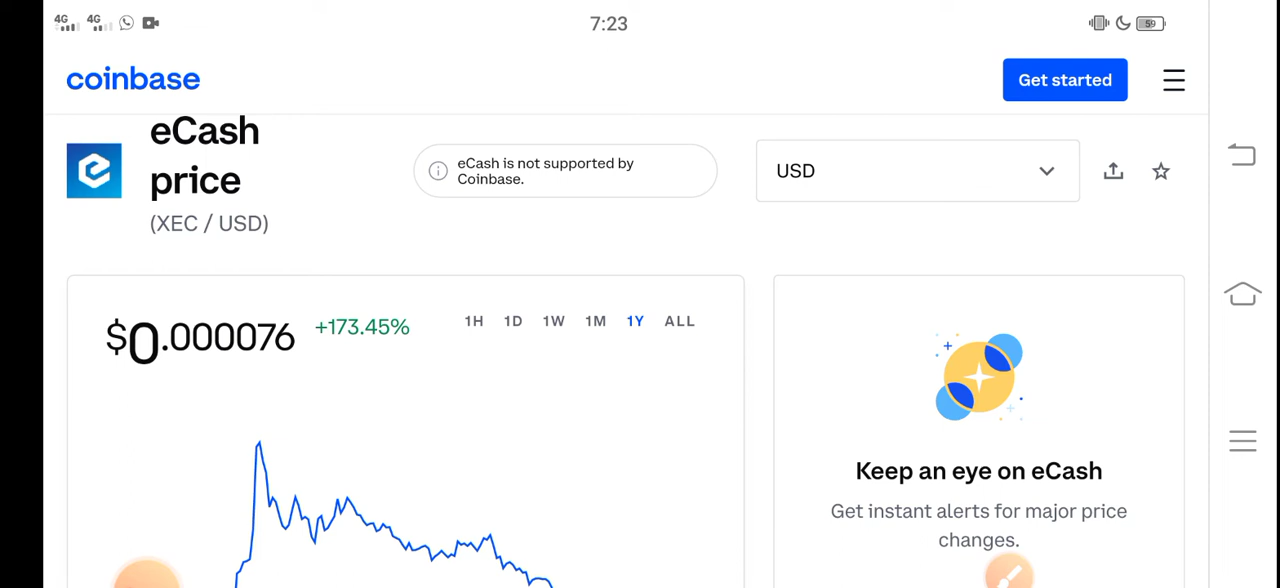 4G 4G 7:23 59
coinbase Get started
eCash
price
(XEC / USD)
eCash is not supported by
Coinbase.
USD
$0.000076 +173.45% 1H 1D 1W 1M 1Y ALL
Keep an eye on eCash
Get instant alerts for major price
changes.